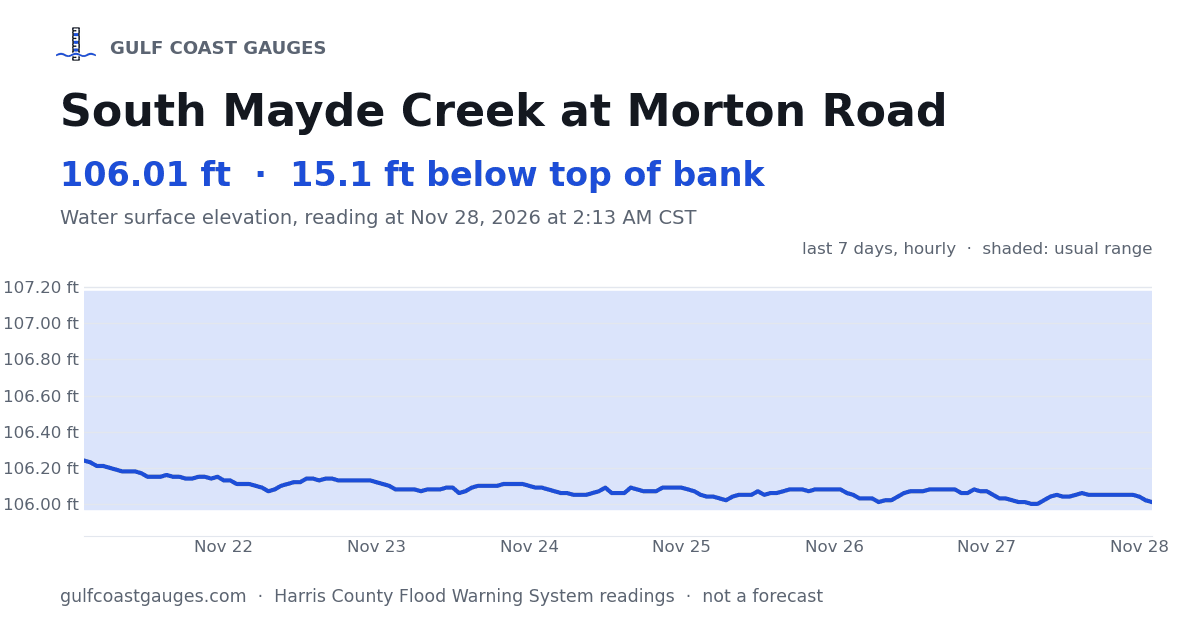 GULF COAST GAUGES
South Mayde Creek at Morton Road
106.01 ft · 15.1 ft below top of bank
Water surface elevation, reading at Nov 28, 2026 at 2:13 AM CST
last 7 days, hourly · shaded: usual range
107.20 ft
107.00 ft
106.80 ft
106.60 ft
106.40 ft
106.20 ft
106.00 ft
Nov 22 Nov 23 Nov 24 Nov 25 Nov 26 Nov 27 Nov 28
gulfcoastgauges.com · Harris County Flood Warning System readings · not a forecast